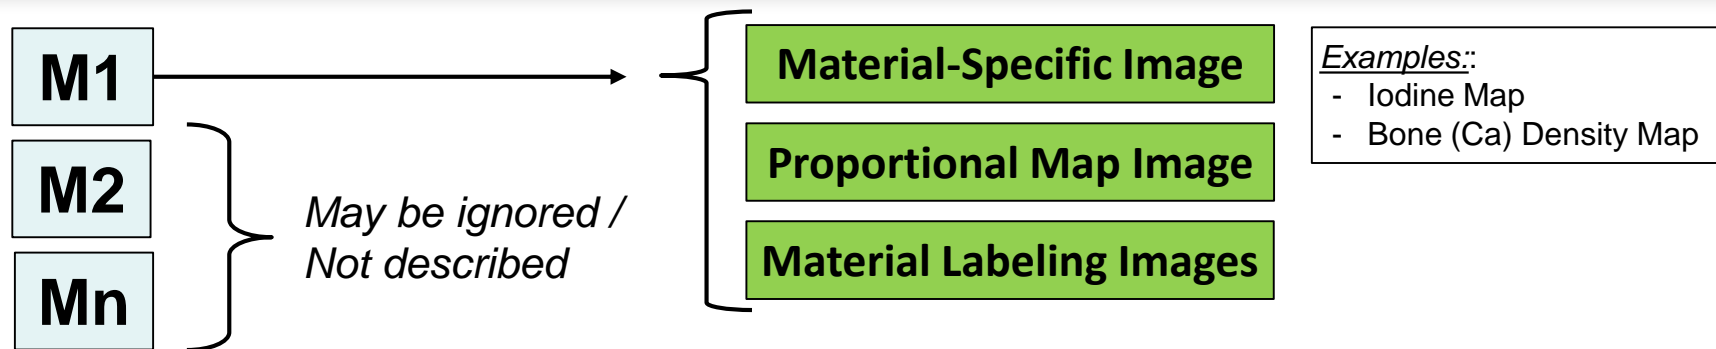 M1
M2
Mn
May be ignored /
Not described
Material-Specific Image
Proportional Map Image
Material Labeling Images
Examples::
- Iodine Map
- Bone (Ca) Density Map